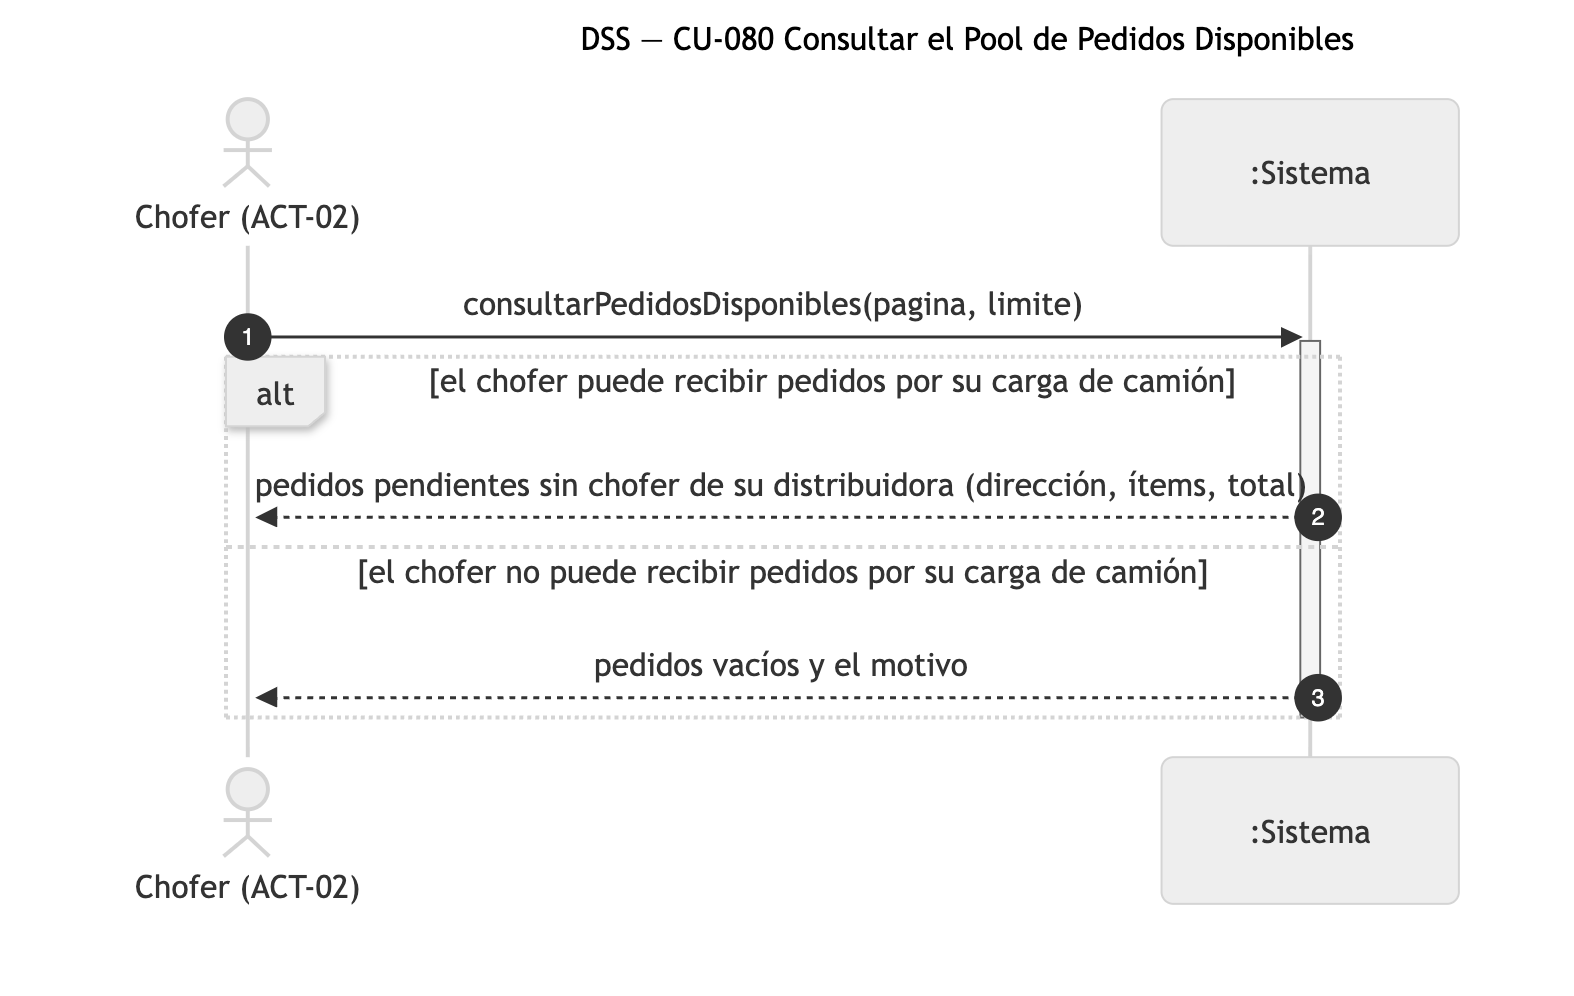 DSS — CU-080 Consultar el Pool de Pedidos Disponibles
Chofer (ACT-02)
:Sistema
consultarPedidosDisponibles(pagina, limite)
1
alt
[el chofer puede recibir pedidos por su carga de camión]
pedidos pendientes sin chofer de su distribuidora (dirección, ítems, total)
2
[el chofer no puede recibir pedidos por su carga de camión]
pedidos vacíos y el motivo
3
Chofer (ACT-02)
:Sistema